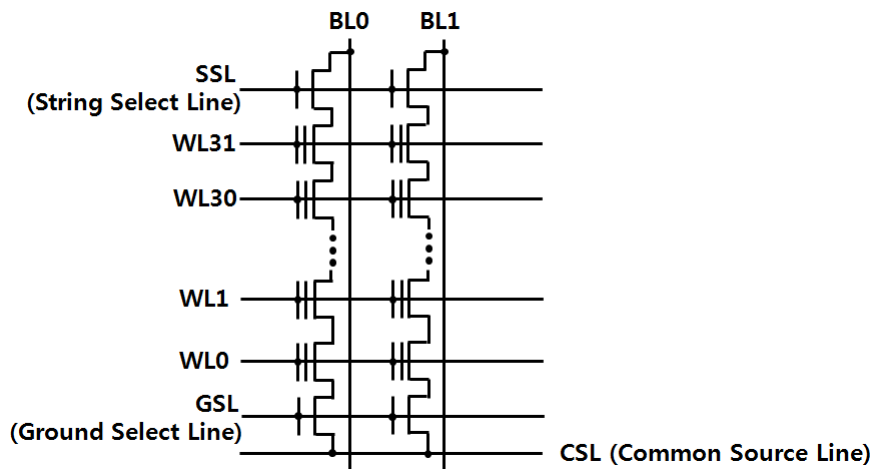 BL0 BL1
SSL
(String Select Line)
WL31
WL30
WL1
WL0
GSL
(Ground Select Line)
CSL (Common Source Line)